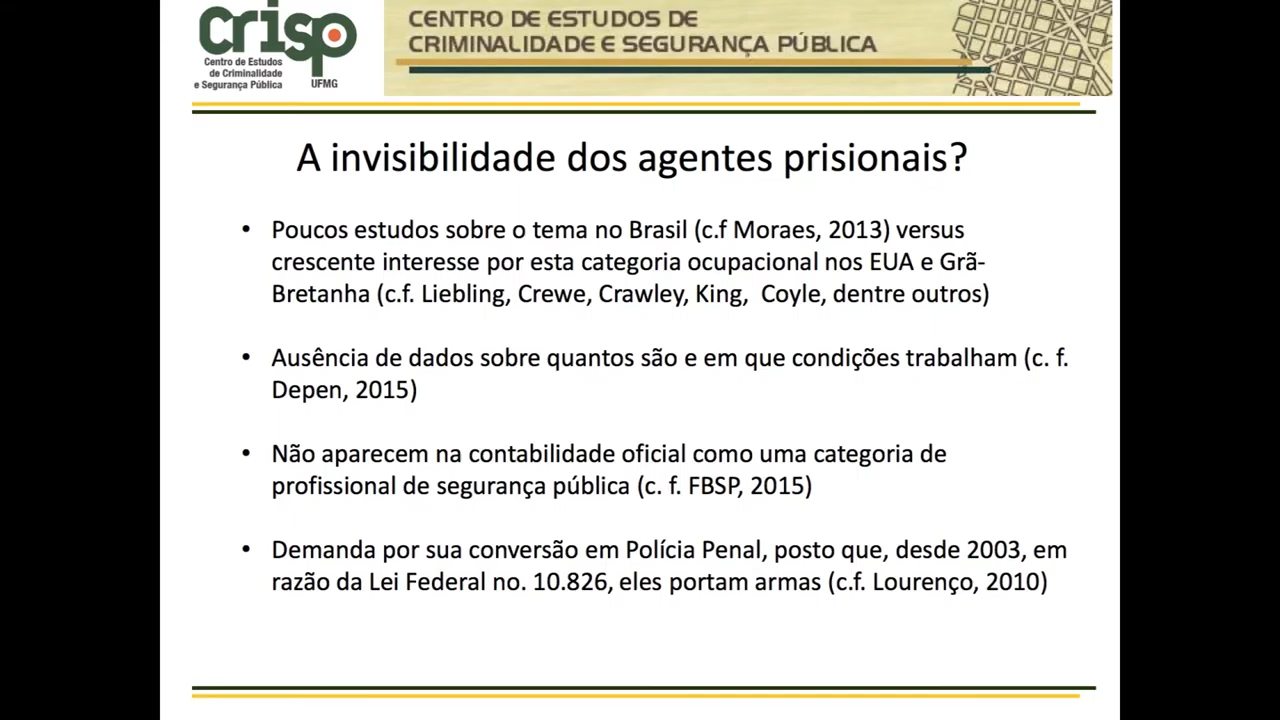 crisp
Centro de Estudos
de Criminalidade
e Segurança Pública
UFMG
CENTRO DE ESTUDOS DE
CRIMINALIDADE E SEGURANÇA PÚBLICA
A invisibilidade dos agentes prisionais?
• Poucos estudos sobre o tema no Brasil (c.f Moraes, 2013) versus
crescente interesse por esta categoria ocupacional nos EUA e Grã-
Bretanha (c.f. Liebling, Crewe, Crawley, King,  Coyle, dentre outros)
• Ausência de dados sobre quantos são e em que condições trabalham (c. f.
Depen, 2015)
• Não aparecem na contabilidade oficial como uma categoria de
profissional de segurança pública (c. f. FBSP, 2015)
• Demanda por sua conversão em Polícia Penal, posto que, desde 2003, em
razão da Lei Federal no. 10.826, eles portam armas (c.f. Lourenço, 2010)